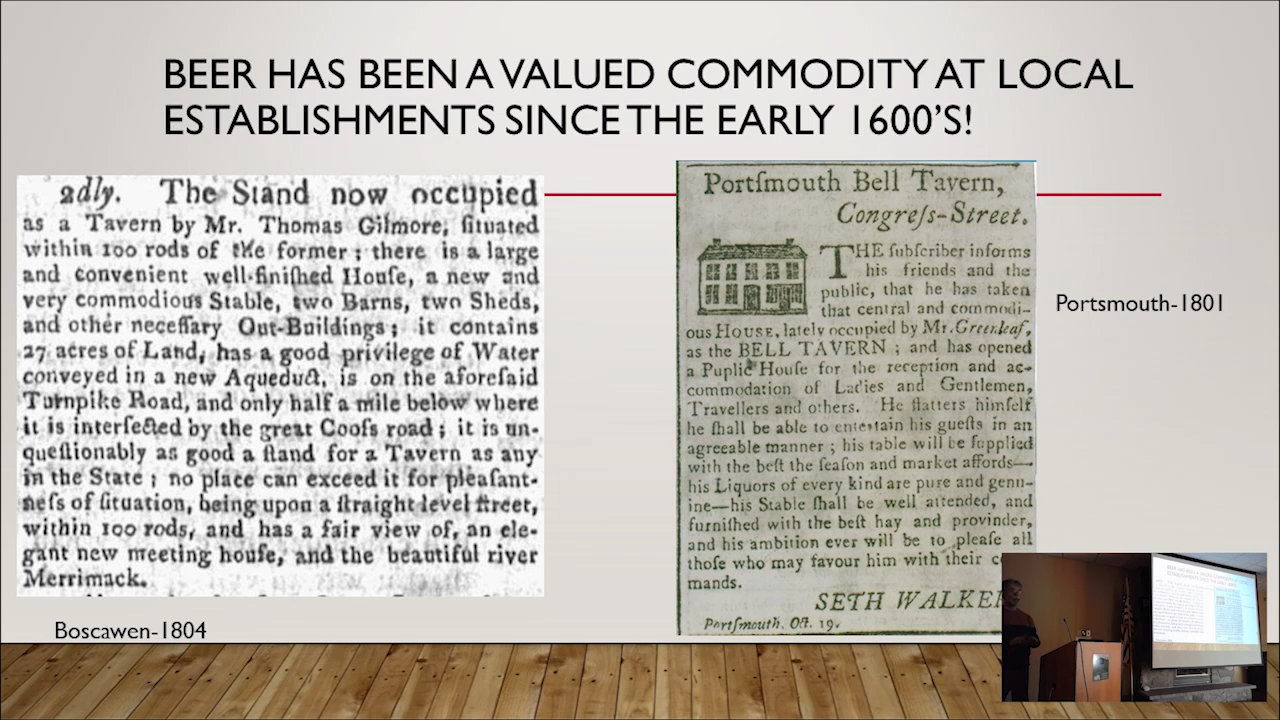 BEER HAS BEEN A VALUED COMMODITY AT LOCAL
ESTABLISHMENTS SINCE THE EARLY 1600'S!
2dly. The Stand now occupied
as a Tavern by Mr. Thomas Gilmore, ſituated
within 100 rods of the former; there is a large
and convenient well-finiſhed Houſe, a new and
very commodious Stable, two Barns, two Sheds,
and other neceſſary Out-Buildings; it contains
27 acres of Land, has a good privilege of Water
conveyed in a new Aqueduct, is on the aforeſaid
Turnpike Road, and only half a mile below where
it is interſected by the great Cooſs road; it is un-
queſtionably as good a ſtand for a Tavern as any
in the State; no place can exceed it for pleaſant-
neſs of ſituation, being upon a ſtraight level ſtreet,
within 100 rods, and has a fair view of, an ele-
gant new meeting houſe, and the beautiful river
Merrimack.
Boscawen-1804
Portſmouth Bell Tavern,
Congreſs-Street.
THE ſubſcriber informs
his friends and the
public, that he has taken
that central and commodi-
ous HOUSE, lately occupied by Mr. Greenleaf,
as the BELL TAVERN; and has opened
a Puplic Houſe for the reception and ac-
commodation of Ladies and Gentlemen,
Travellers and others. He flatters himſelf
he ſhall be able to entertain his gueſts in an
agreeable manner; his table will be ſupplied
with the beſt the ſeaſon and market affords—
his Liquors of every kind are pure and genu-
ine—his Stable ſhall be well attended, and
furniſhed with the beſt hay and provinder,
and his ambition ever will be to pleaſe all
thoſe who may favour him with their
mands.
SETH WALKER
Portſmouth. Oct. 19.
Portsmouth-1801
BEER HAS BEEN A VALUED COMMODITY AT LOCAL
ESTABLISHMENTS SINCE THE EARLY 1600'S!